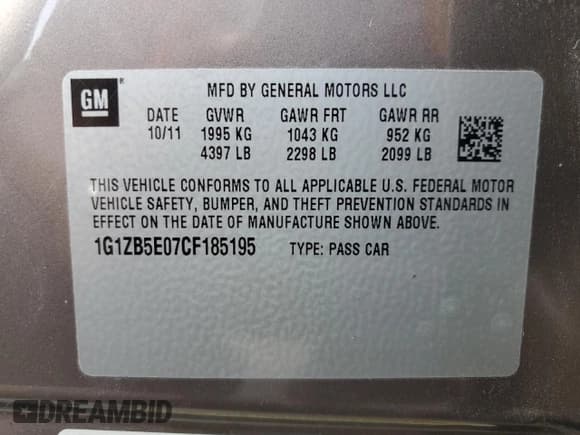 GM
®
MFD BY GENERAL MOTORS LLC
DATE GVWR GAWR FRT GAWR RR
10/11 1995 KG 1043 KG 952 KG
4397 LB 2298 LB 2099 LB
THIS VEHICLE CONFORMS TO ALL APPLICABLE U.S. FEDERAL MOTOR
VEHICLE SAFETY, BUMPER, AND THEFT PREVENTION STANDARDS IN
EFFECT ON THE DATE OF MANUFACTURE SHOWN ABOVE.
1G1ZB5E07CF185195 TYPE: PASS CAR
DREAMBID